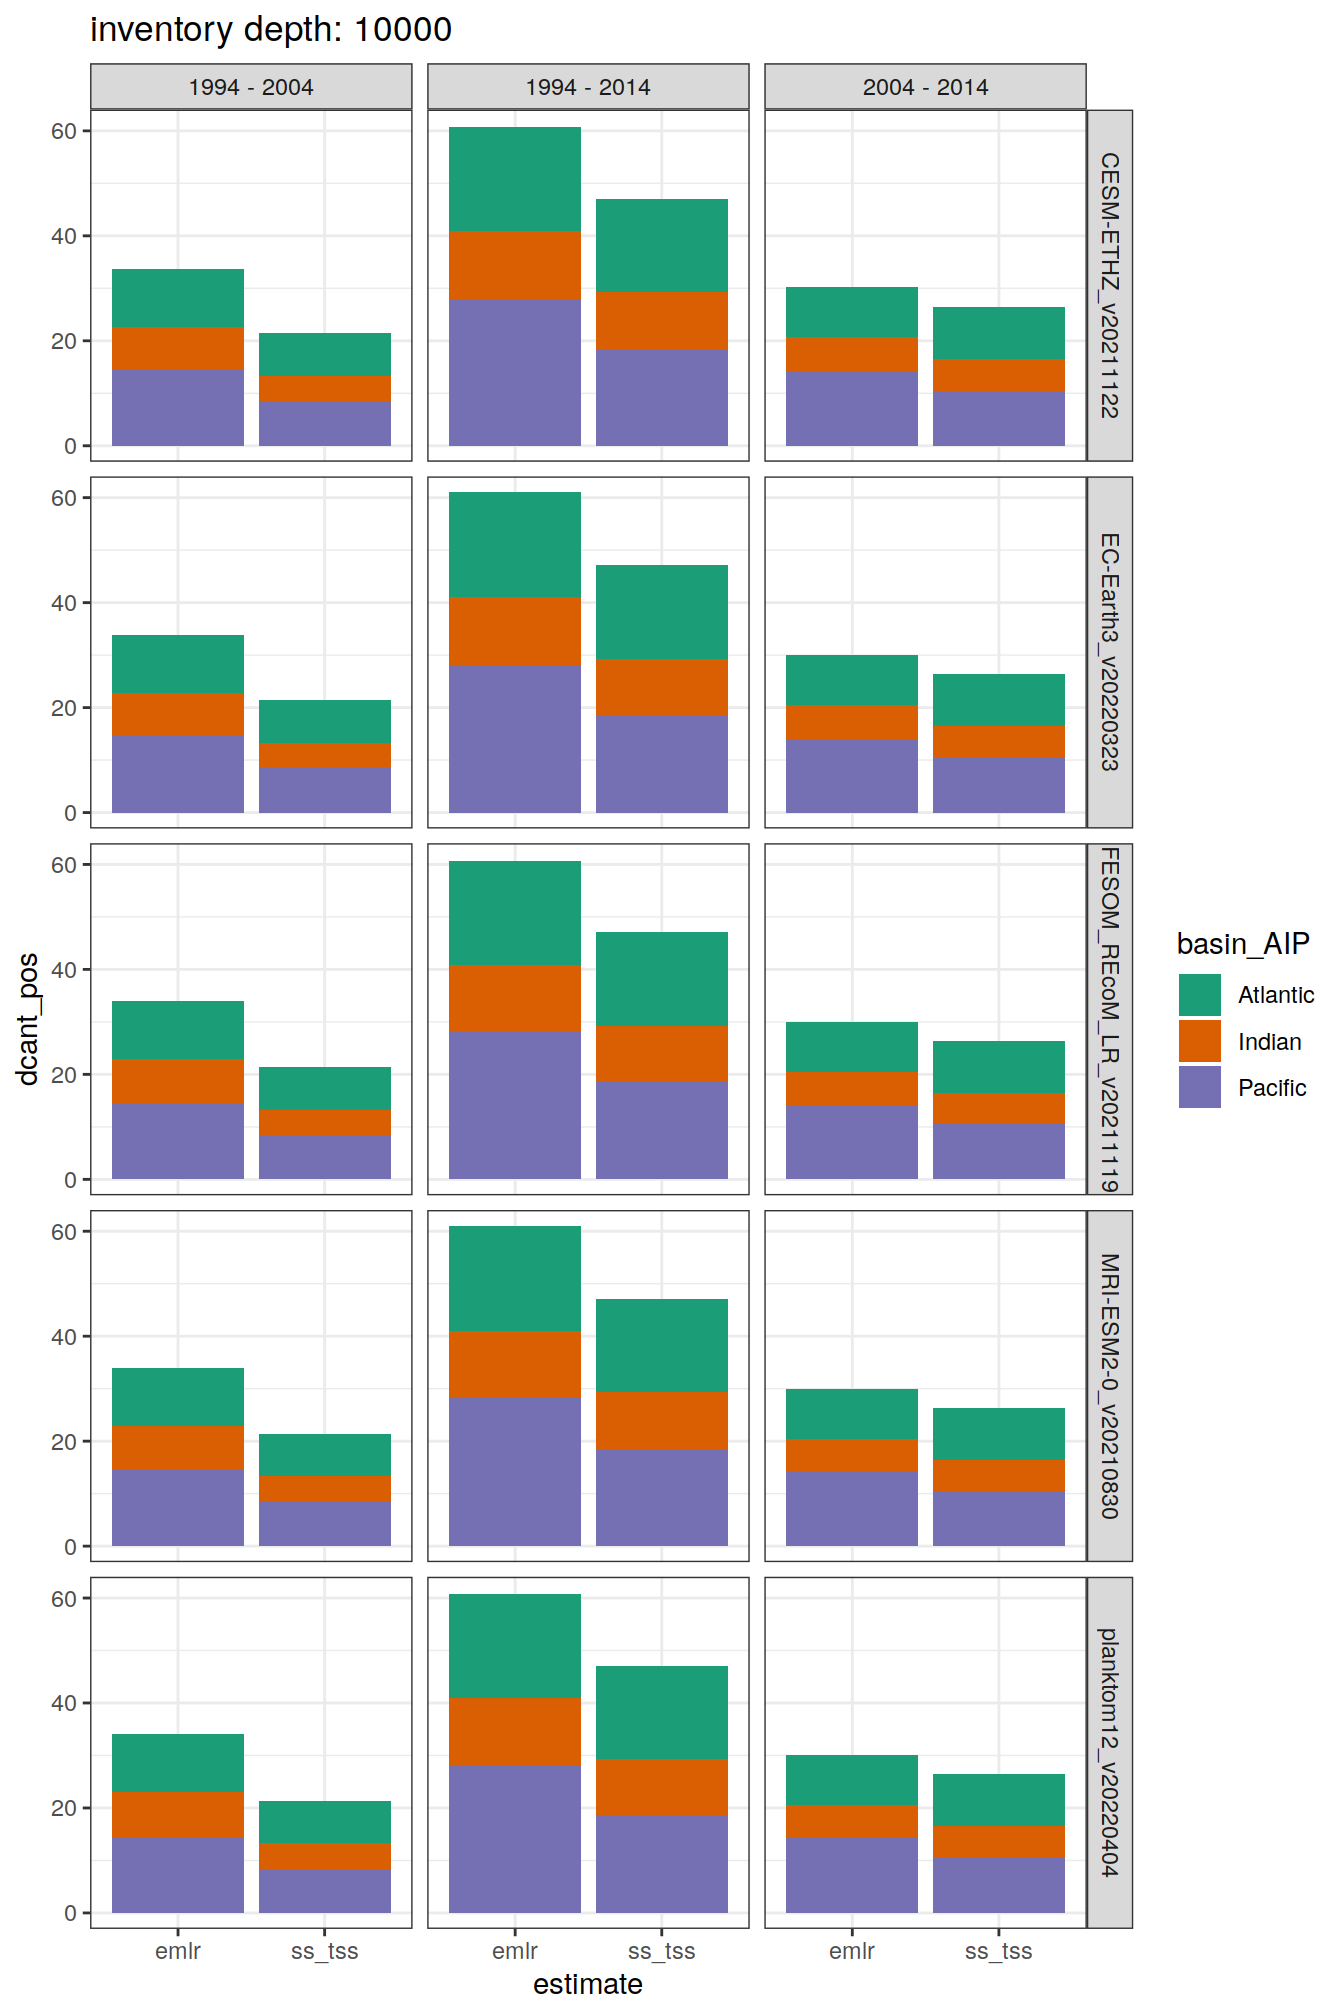 inventory depth: 10000
1994 - 2004
1994 - 2014
2004 - 2014
60
40
20
0
CESM-ETHZ_v20211122
60
40
20
0
EC-Earth3_v20220323
60
40
20
0
FESOM_REcoM_LR_v20211119
60
40
20
0
MRI-ESM2-0_v20210830
60
40
20
0
planktom12_v20220404
dcant_pos
emlr
ss_tss
emlr
ss_tss
emlr
ss_tss
estimate
basin_AIP
Atlantic
Indian
Pacific